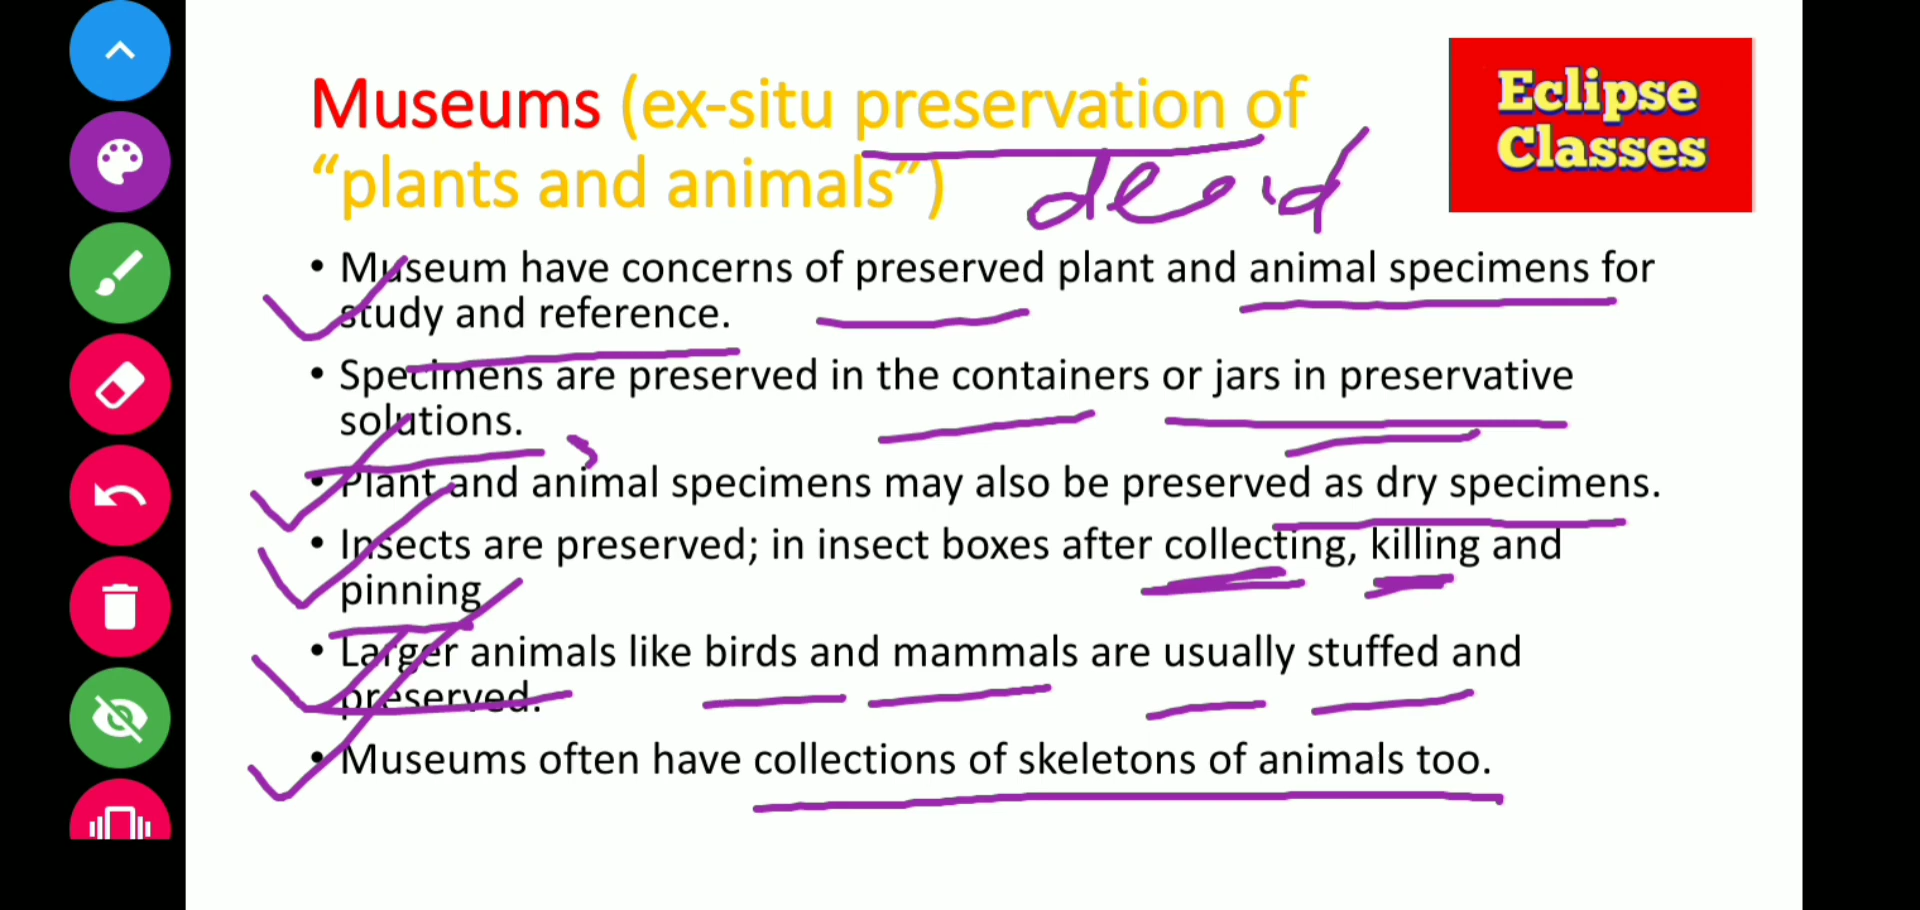 Museums (ex-situ preservation of
“plants and animals”)
dead
Eclipse
Classes
• Museum have concerns of preserved plant and animal specimens for
study and reference.
• Specimens are preserved in the containers or jars in preservative
solutions.
• Plant and animal specimens may also be preserved as dry specimens.
• Insects are preserved; in insect boxes after collecting, killing and
pinning
• Larger animals like birds and mammals are usually stuffed and
preserved.
• Museums often have collections of skeletons of animals too.